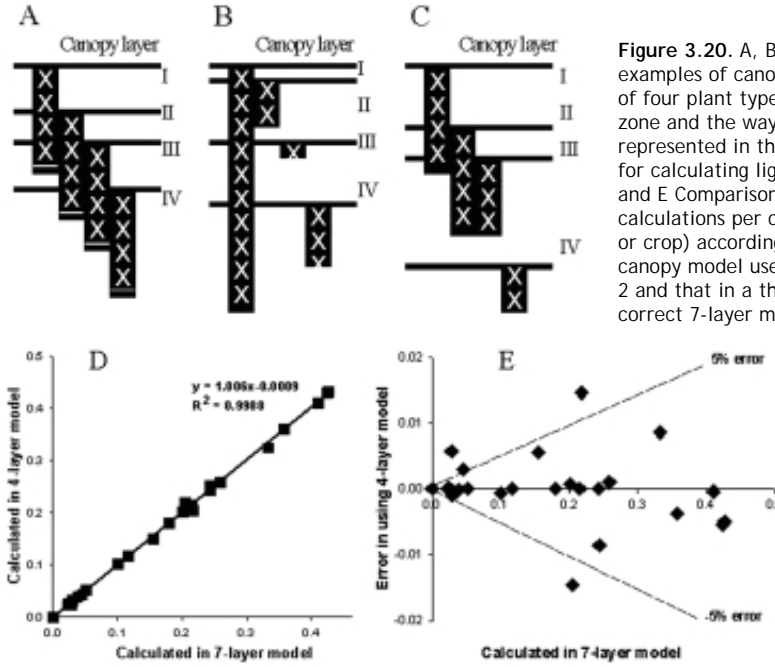 A
B
C
Canopy layer
Canopy layer
Canopy layer
I
II
III
IV
I
II
III
IV
I
II
III
IV
Figure 3.20. A, B
examples of cano
of four plant type
zone and the way
represented in th
for calculating lig
and E Comparison
calculations per c
or crop) according
canopy model use
2 and that in a th
correct 7-layer m
D
y = 1.006x-0.0009
R² = 0.9988
Calculated in 4-layer model
0.5
0.4
0.3
0.2
0.1
0.0
0.0 0.1 0.2 0.3 0.4
Calculated in 7-layer model
E
5% error
-5% error
Error in using 4-layer model
0.02
0.01
0.00
-0.01
-0.02
0.0 0.1 0.2 0.3 0.4
Calculated in 7-layer model